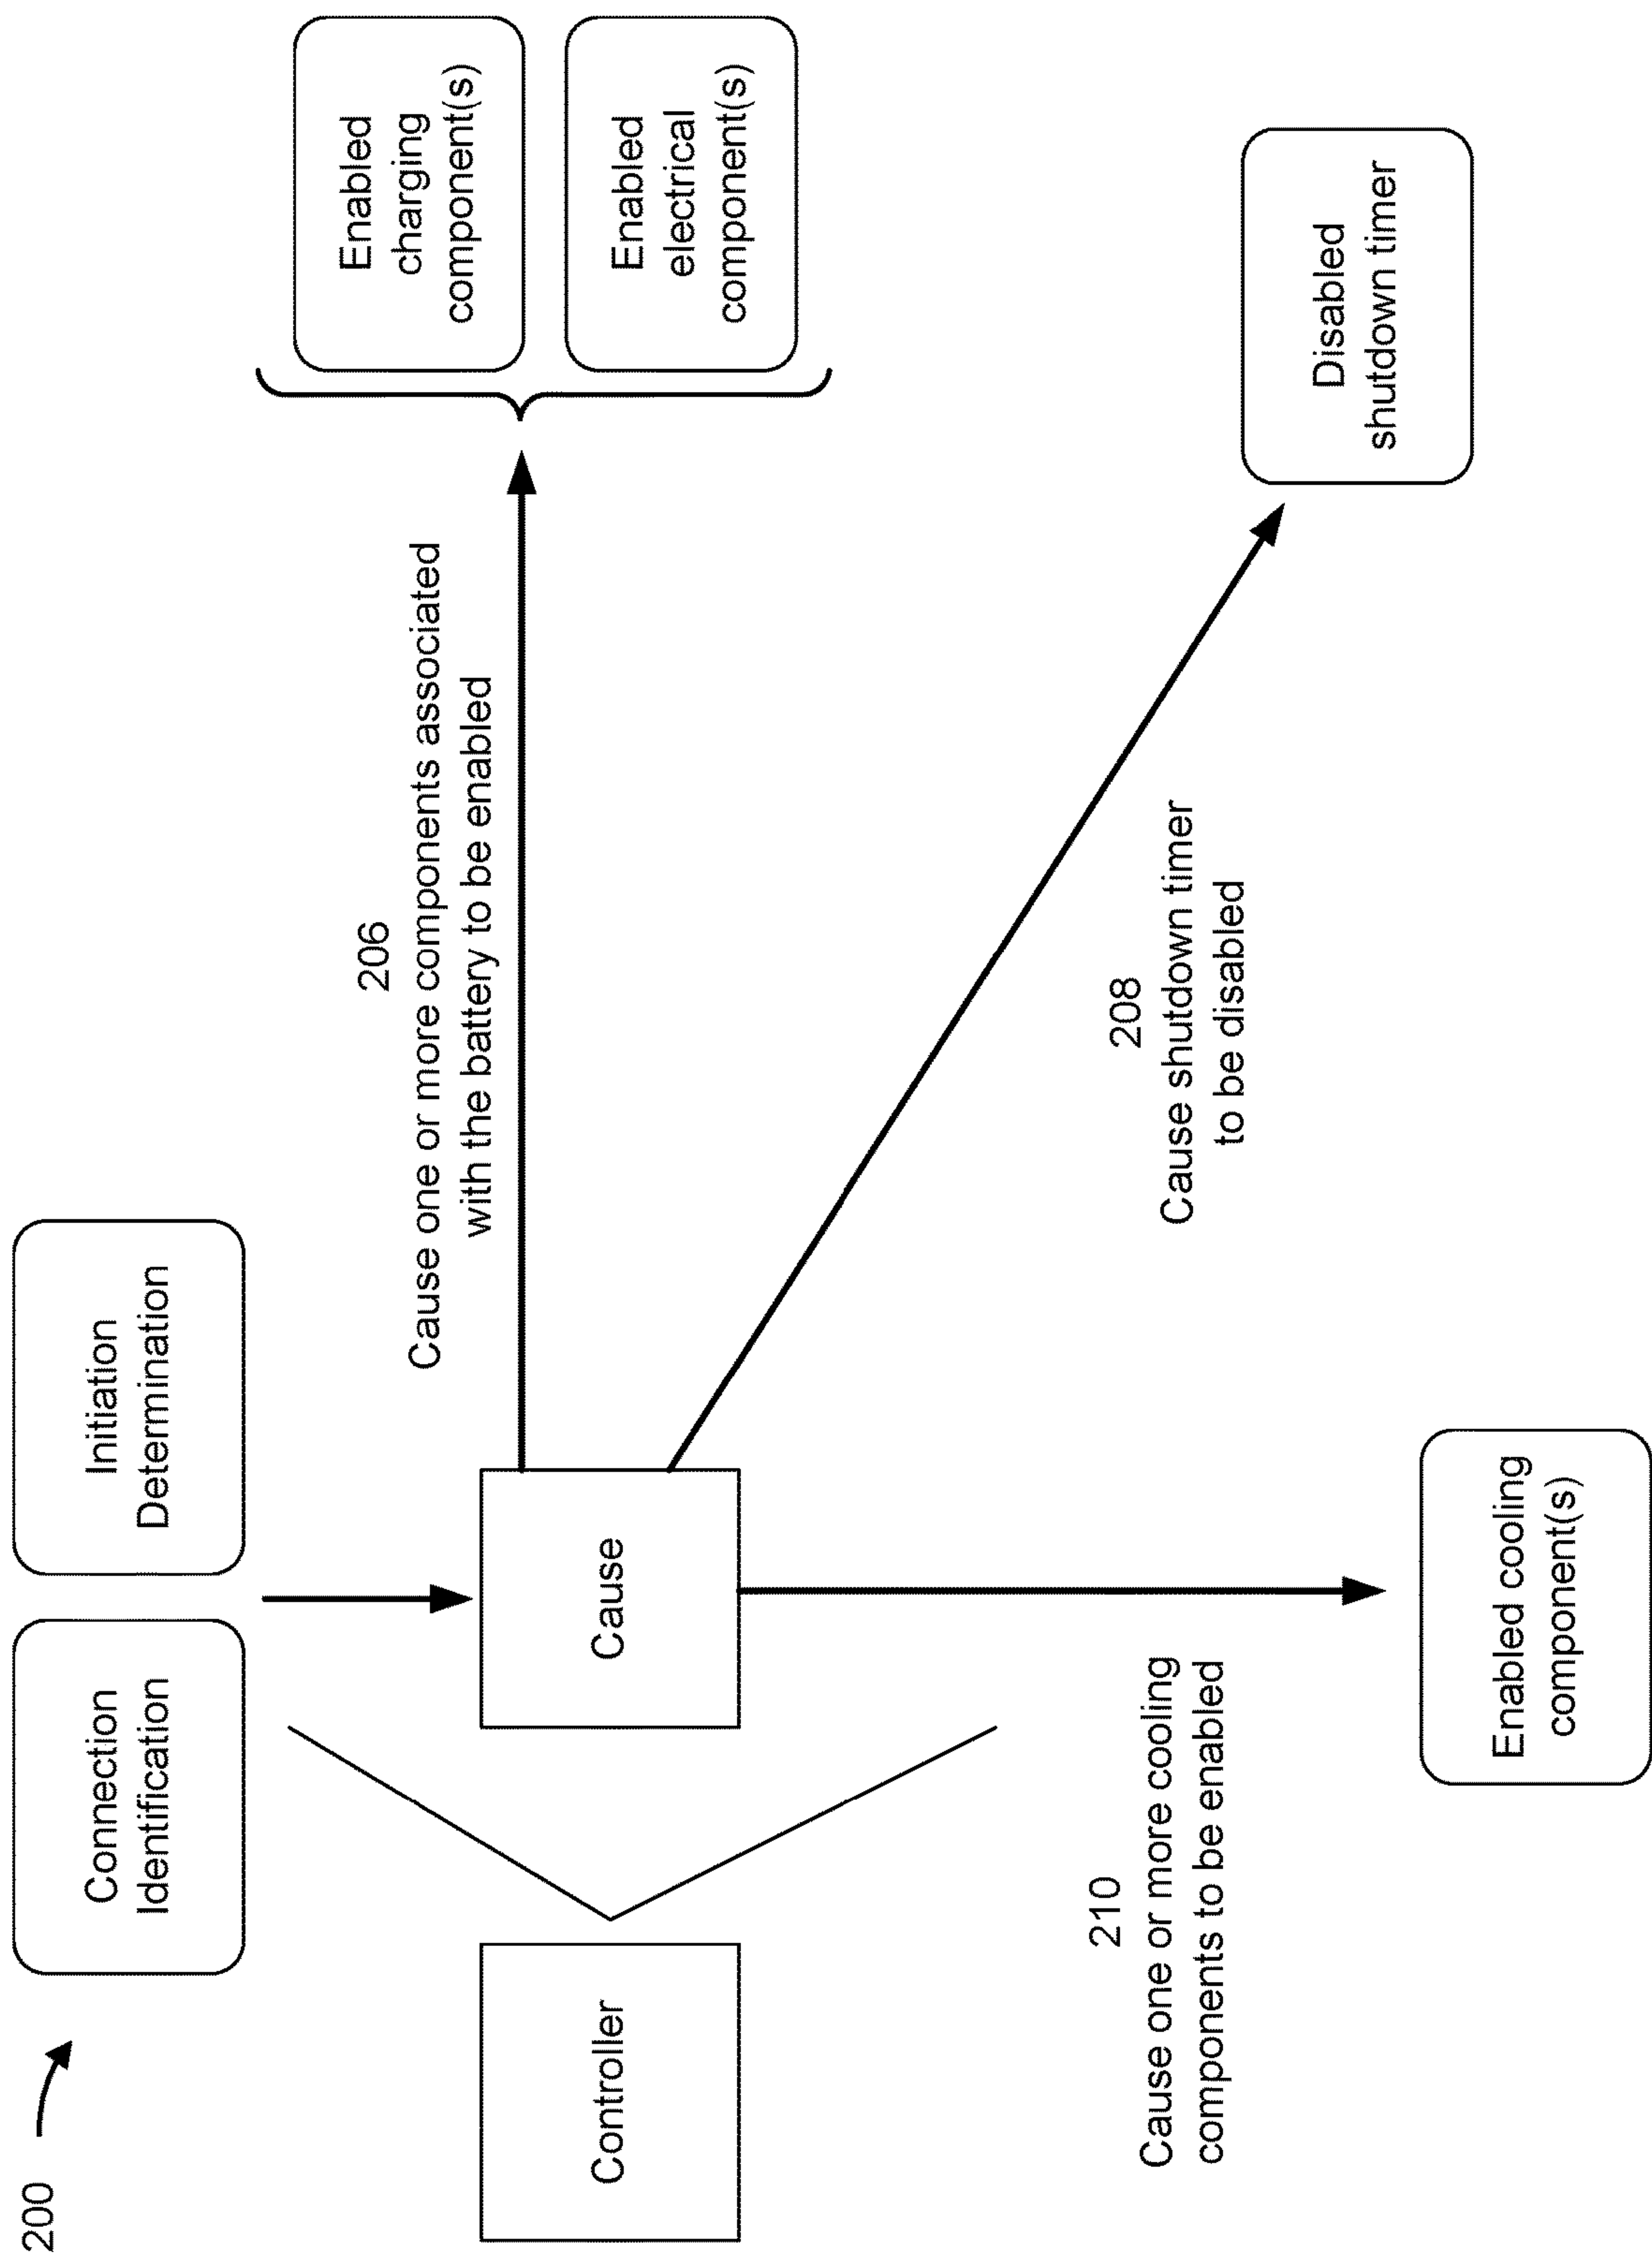 200
Connection
Identification
Initiation
Determination
Controller
Cause
206
Cause one or more components associated
with the battery to be enabled
Enabled
charging
component(s)
Enabled
electrical
component(s)
208
Cause shutdown timer
to be disabled
Disabled
shutdown timer
210
Cause one or more cooling
components to be enabled
Enabled cooling
component(s)